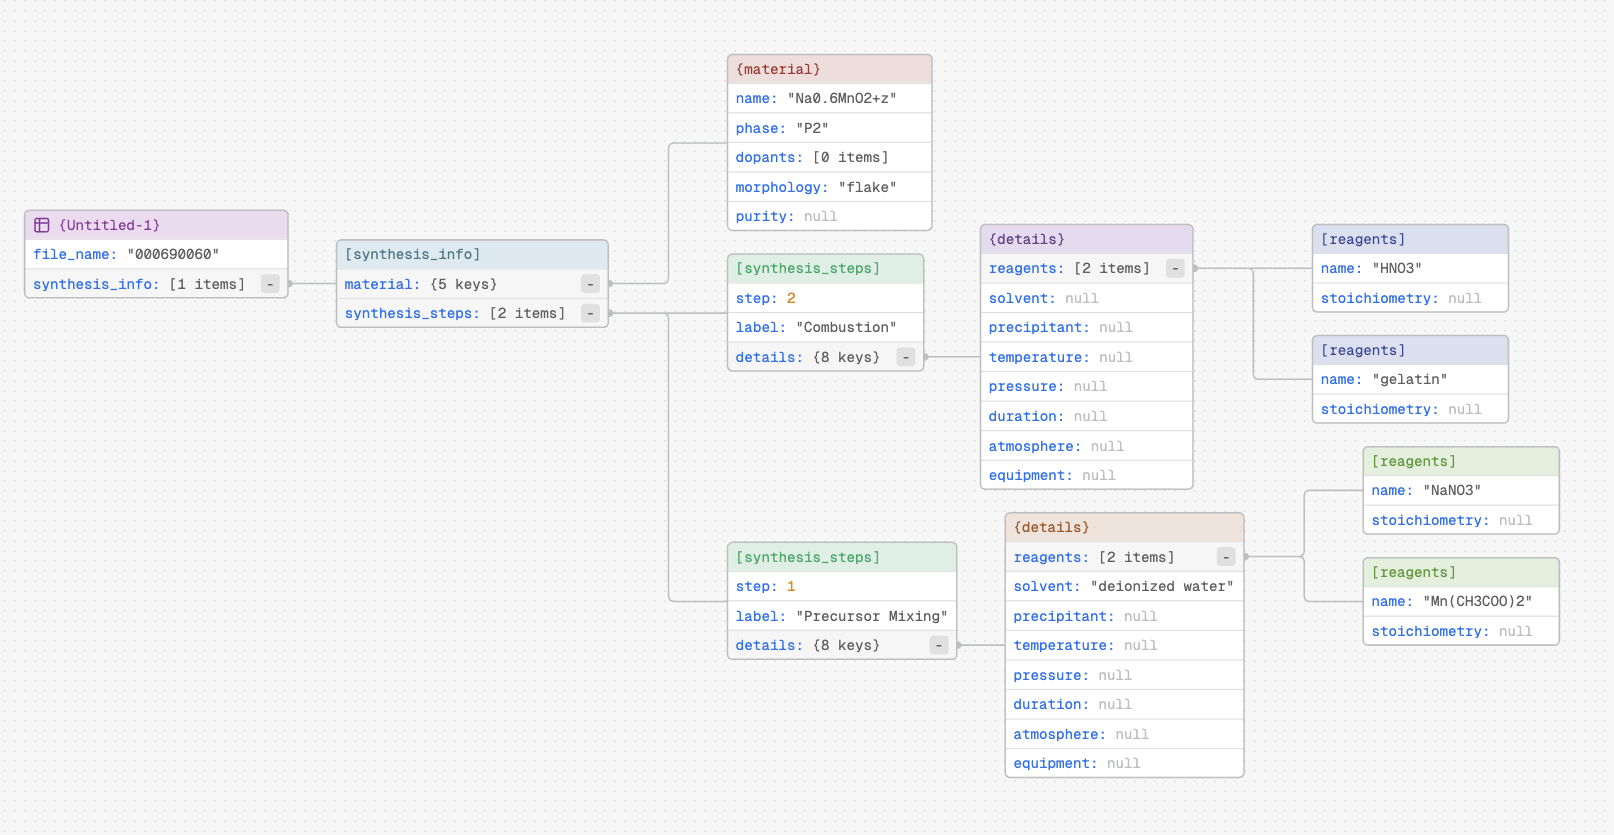 {Untitled-1}
file_name: "000690060"
synthesis_info: [1 items] -
[synthesis_info]
material: {5 keys} -
synthesis_steps: [2 items] -
{material}
name: "Na0.6MnO2+z"
phase: "P2"
dopants: [0 items]
morphology: "flake"
purity: null
[synthesis_steps]
step: 2
label: "Combustion"
details: {8 keys} -
{details}
reagents: [2 items] -
solvent: null
precipitant: null
temperature: null
pressure: null
duration: null
atmosphere: null
equipment: null
[reagents]
name: "HNO3"
stoichiometry: null
[reagents]
name: "gelatin"
stoichiometry: null
[synthesis_steps]
step: 1
label: "Precursor Mixing"
details: {8 keys} -
{details}
reagents: [2 items] -
solvent: "deionized water"
precipitant: null
temperature: null
pressure: null
duration: null
atmosphere: null
equipment: null
[reagents]
name: "NaNO3"
stoichiometry: null
[reagents]
name: "Mn(CH3COO)2"
stoichiometry: null